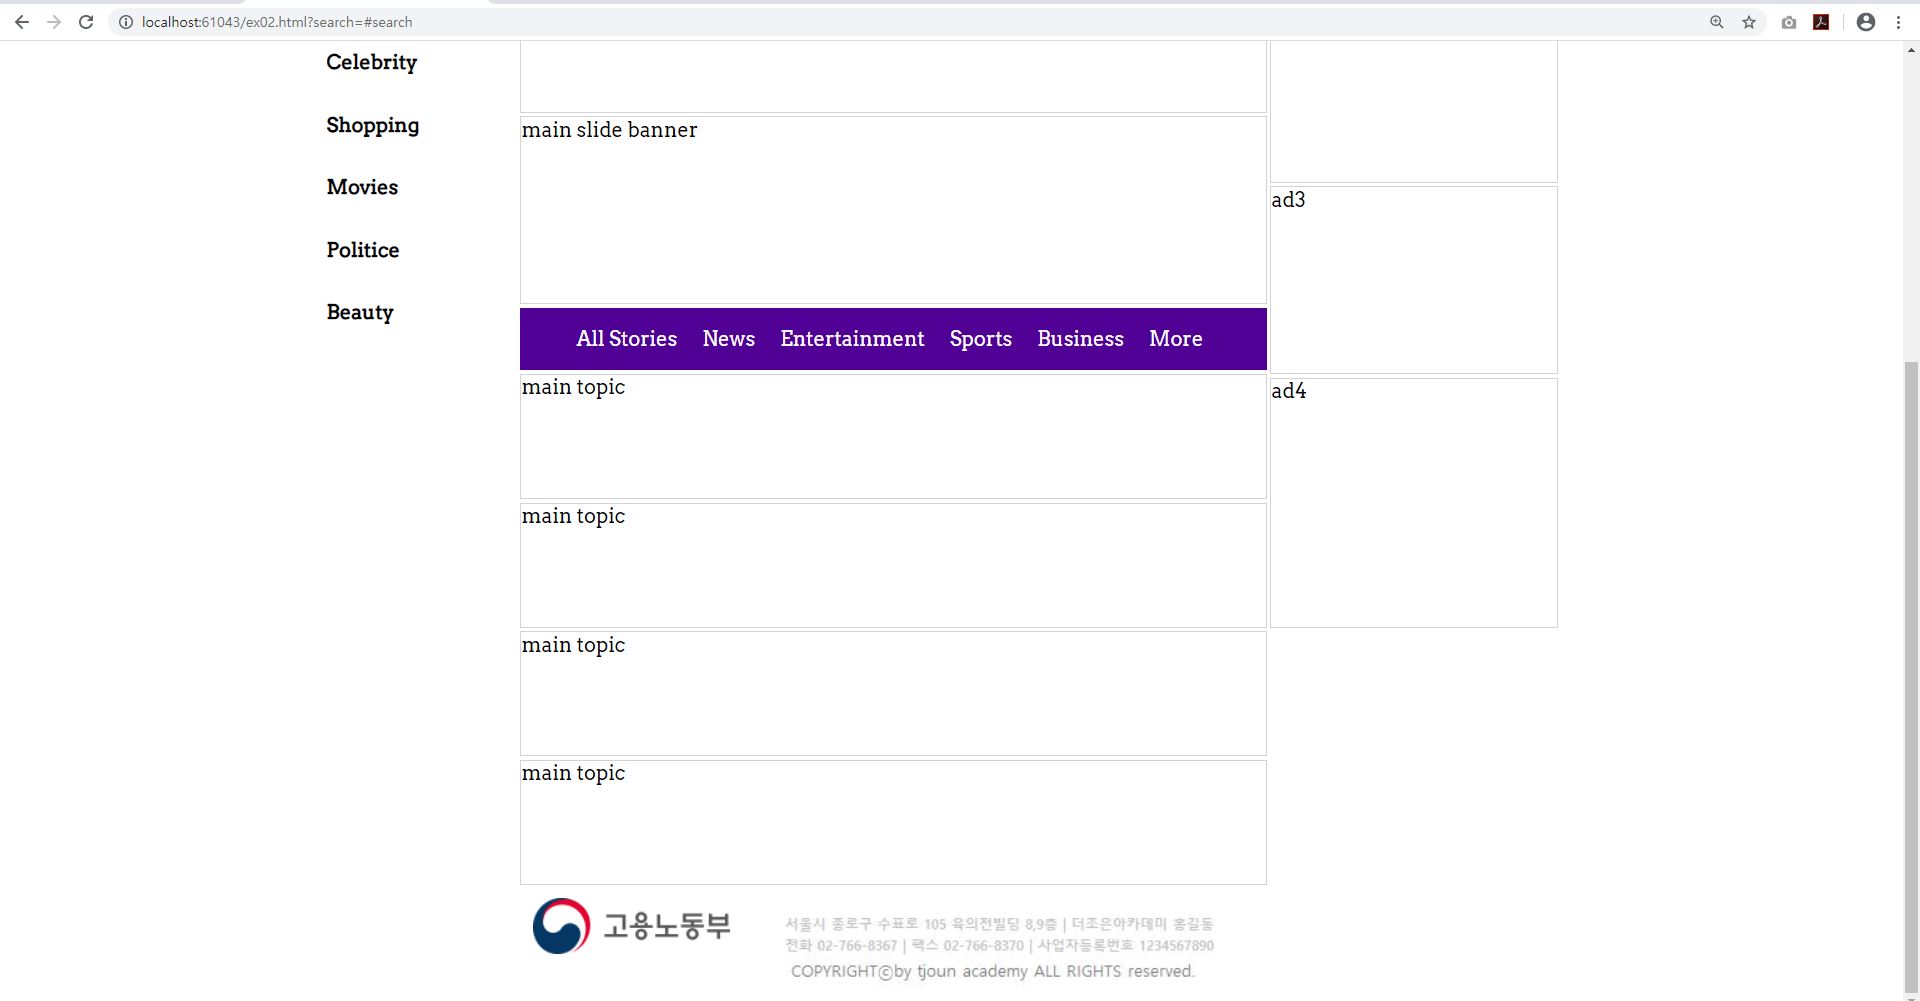 localhost:61043/ex02.html?search=#search
Celebrity
Shopping
Movies
Politice
Beauty
main slide banner
All Stories News Entertainment Sports Business More
main topic
main topic
main topic
main topic
ad3
ad4
고용노동부
서울시 종로구 수표로 105 육의전빌딩 8,9층 | 더조은아카데미 홍길동
전화 02-766-8367 | 팩스 02-766-8370 | 사업자등록번호 1234567890
COPYRIGHTⓒby tjoun academy ALL RIGHTS reserved.